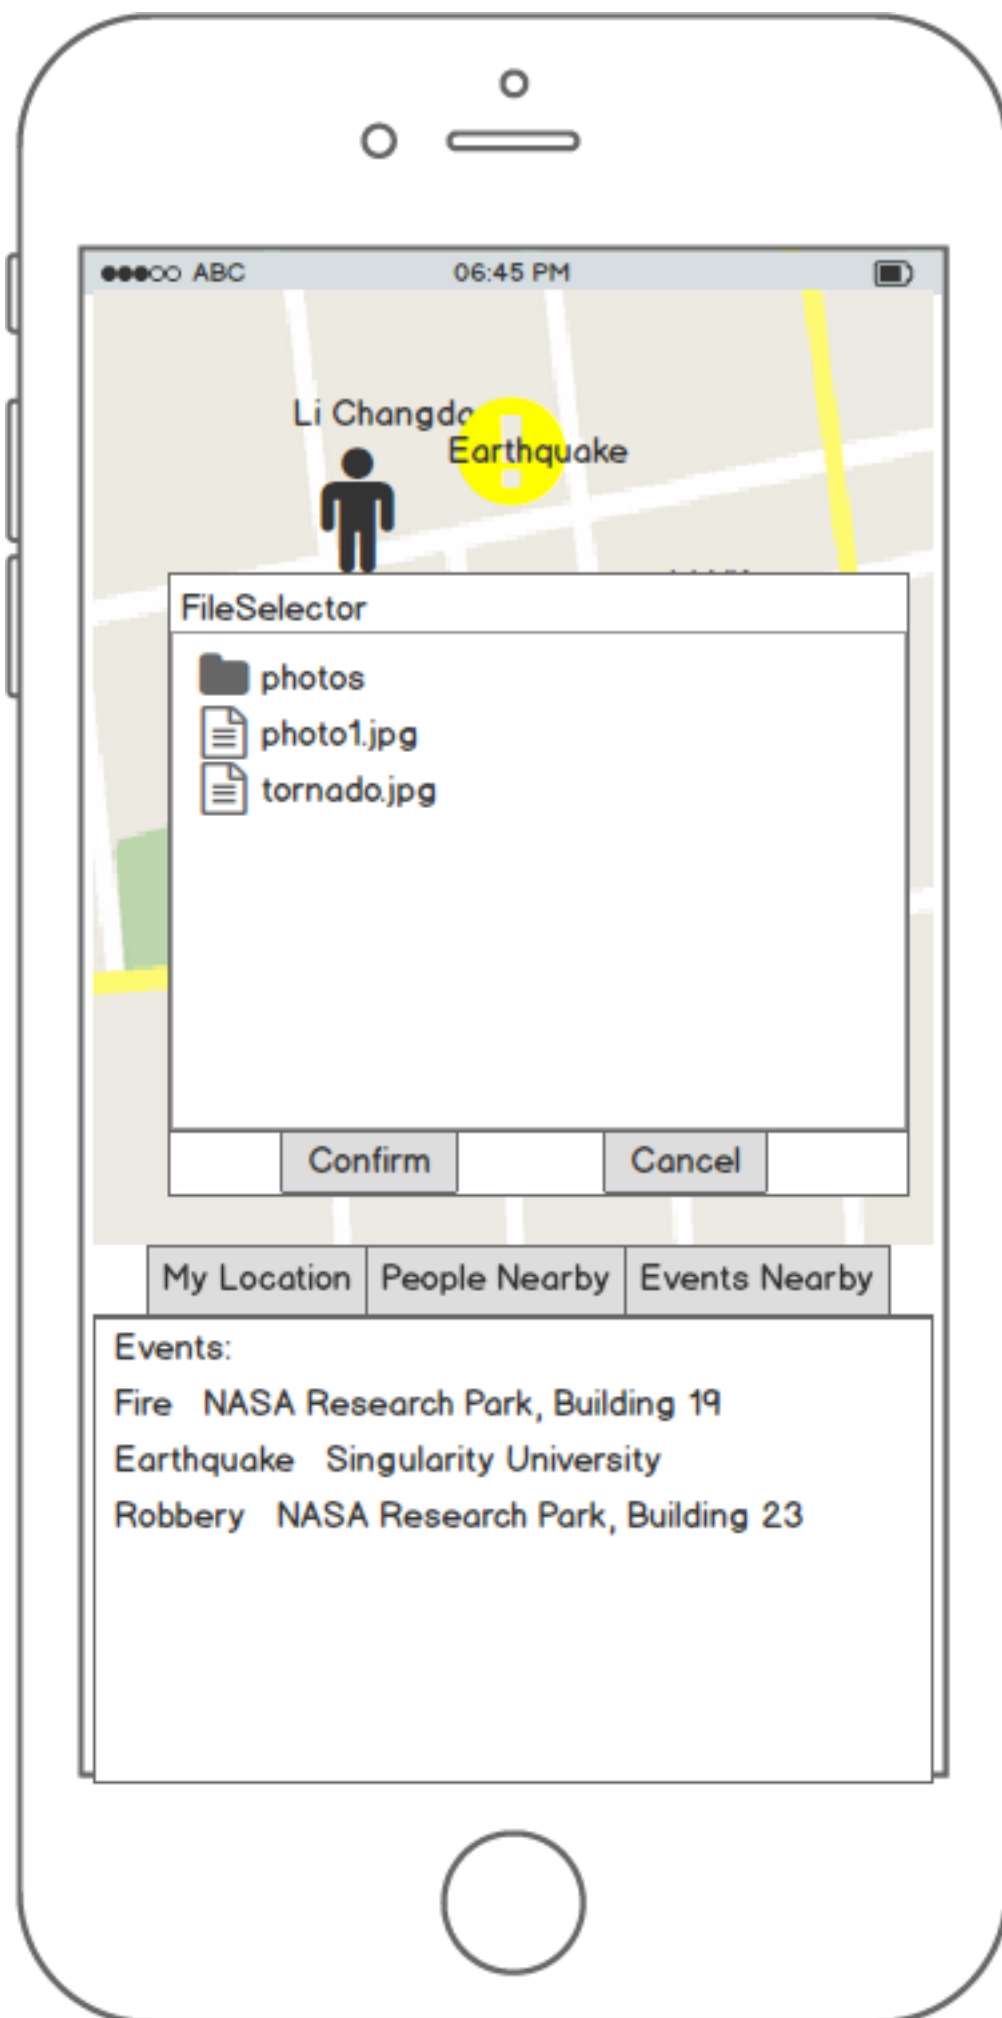 ABC 06:45 PM
Li Changda
Earthquake
FileSelector
photos
photo1.jpg
tornado.jpg
Confirm Cancel
My Location People Nearby Events Nearby
Events:
Fire NASA Research Park, Building 19
Earthquake Singularity University
Robbery NASA Research Park, Building 23